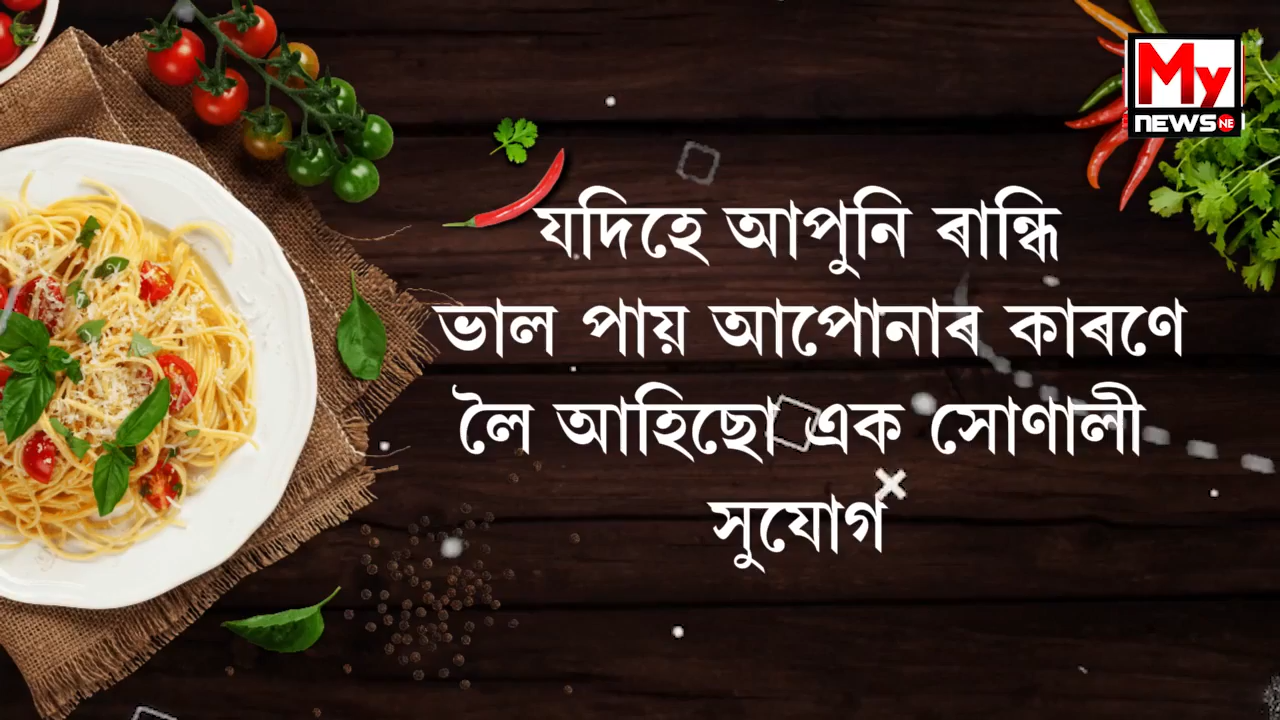 My
NEWS NE
যদিহে আপুনি ৰান্ধি
ভাল পায় আপোনাৰ কাৰণে
লৈ আহিছো এক সোণালী
সুযোগ